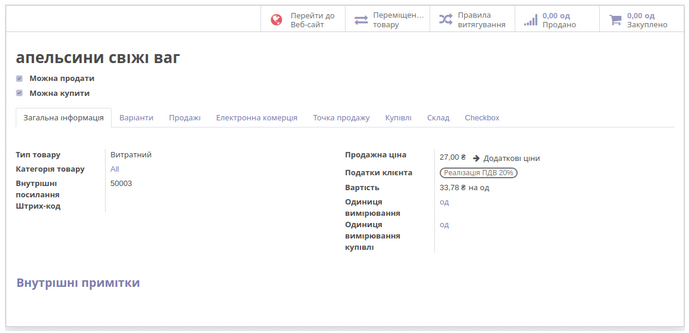 Перейти до
Веб-сайт
Переміщен...
товару
Правила
витягування
0,00 од
Продано
0,00 од
Закуплено
апельсини свіжі ваг
Можна продати
Можна купити
Загальна інформація Варіанти Продажі Електронна комерція Точка продажу Купівлі Склад Checkbox
Тип товару Витратний
Категорія товару All
Внутрішні
посилання 50003
Штрих-код
Продажна ціна 27,00 ₴ Додаткові ціни
Податки клієнта Реалізація ПДВ 20%
Вартість 33,78 ₴ на од
Одиниця
вимірювання од
Одиниця
вимірювання
купівлі од
Внутрішні примітки